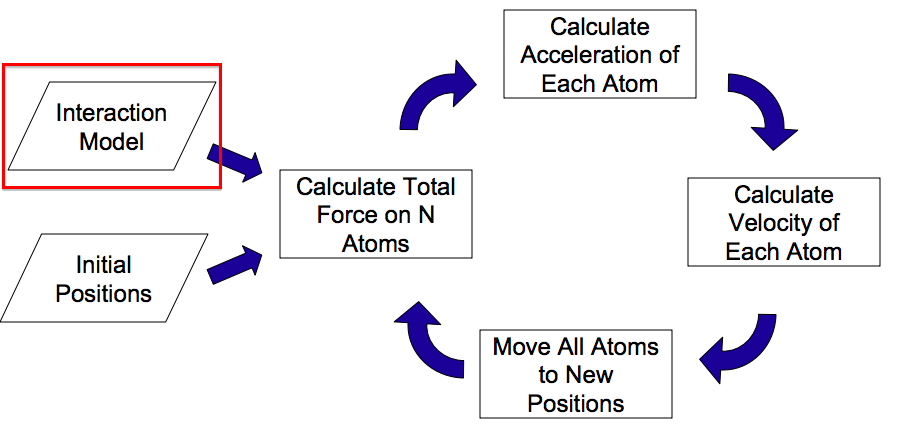 Interaction
Model
Initial
Positions
Calculate Total
Force on N
Atoms
Calculate
Acceleration of
Each Atom
Calculate
Velocity of
Each Atom
Move All Atoms
to New
Positions